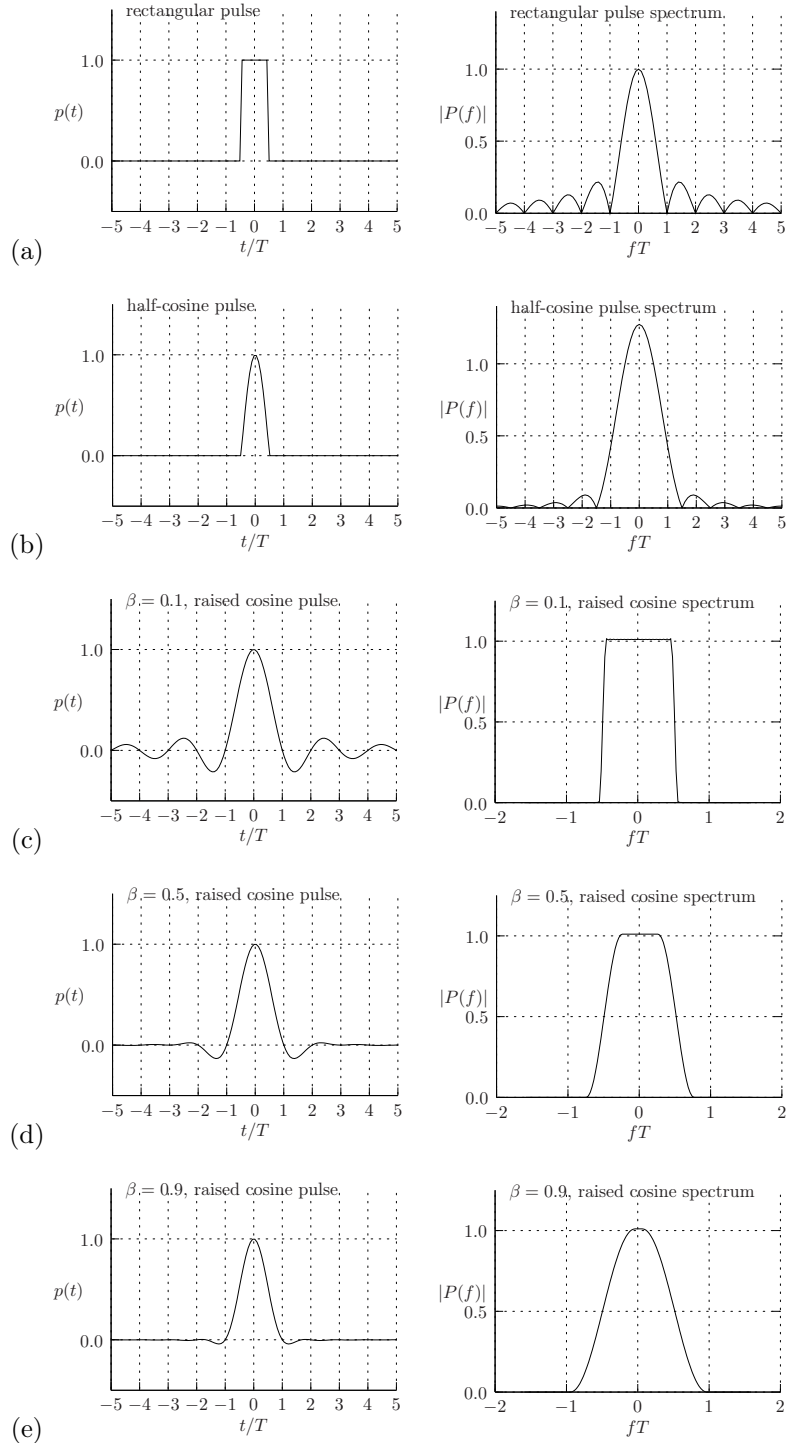 rectangular pulse
1.0
p(t)
0.0
−5 −4 −3 −2 −1 0 1 2 3 4 5
t/T
rectangular pulse spectrum
1.0
|P(f)|
0.5
0.0
−5 −4 −3 −2 −1 0 1 2 3 4 5
fT
(a)
half-cosine pulse
1.0
p(t)
0.0
−5 −4 −3 −2 −1 0 1 2 3 4 5
t/T
half-cosine pulse spectrum
1.0
|P(f)|
0.5
0.0
−5 −4 −3 −2 −1 0 1 2 3 4 5
fT
(b)
β = 0.1, raised cosine pulse
1.0
p(t)
0.0
−5 −4 −3 −2 −1 0 1 2 3 4 5
t/T
β = 0.1, raised cosine spectrum
1.0
|P(f)|
0.5
0.0
−2 −1 0 1 2
fT
(c)
β = 0.5, raised cosine pulse
1.0
p(t)
0.0
−5 −4 −3 −2 −1 0 1 2 3 4 5
t/T
β = 0.5, raised cosine spectrum
1.0
|P(f)|
0.5
0.0
−2 −1 0 1 2
fT
(d)
β = 0.9, raised cosine pulse
1.0
p(t)
0.0
−5 −4 −3 −2 −1 0 1 2 3 4 5
t/T
β = 0.9, raised cosine spectrum
1.0
|P(f)|
0.5
0.0
−2 −1 0 1 2
fT
(e)